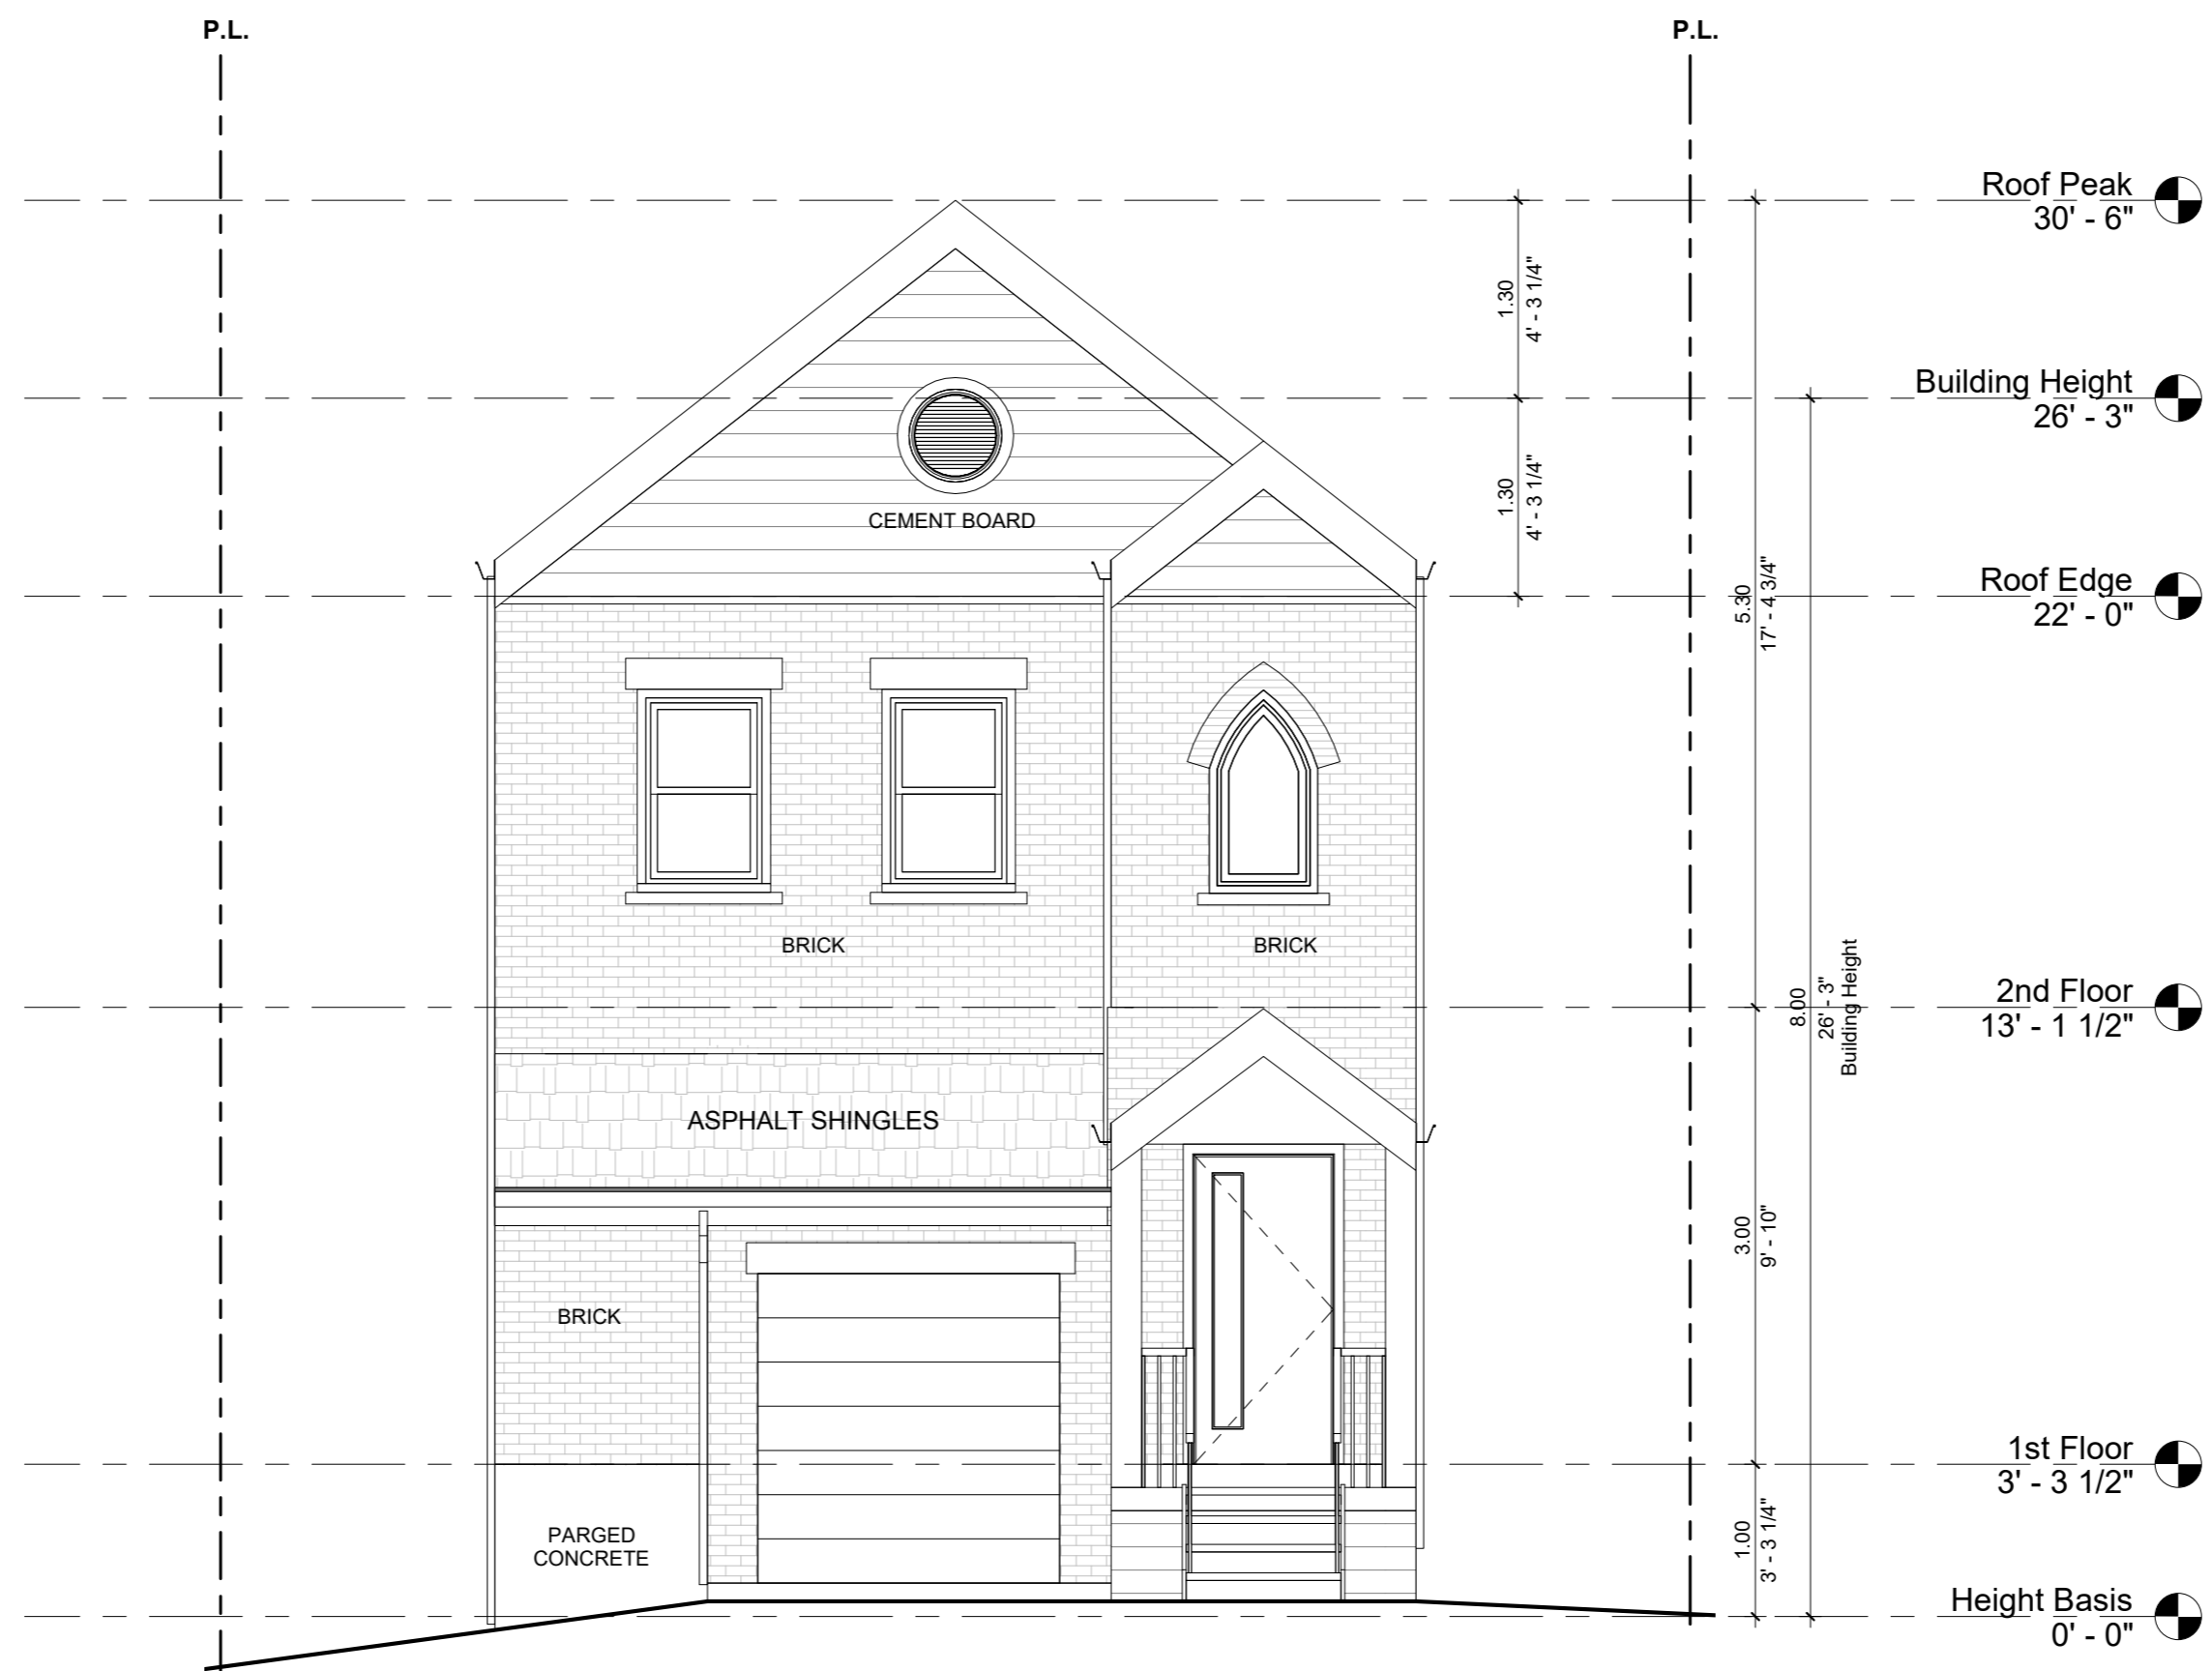 P.L.
P.L.
Roof Peak
30' - 6"
1.30
4' - 3 1/4"
Building Height
26' - 3"
1.30
4' - 3 1/4"
CEMENT BOARD
Roof Edge
22' - 0"
5.30
17' - 4 3/4"
BRICK
BRICK
2nd Floor
13' - 1 1/2"
8.00
26' - 3"
Building Height
ASPHALT SHINGLES
3.00
9' - 10"
BRICK
1st Floor
3' - 3 1/2"
PARGED
CONCRETE
1.00
3' - 3 1/4"
Height Basis
0' - 0"